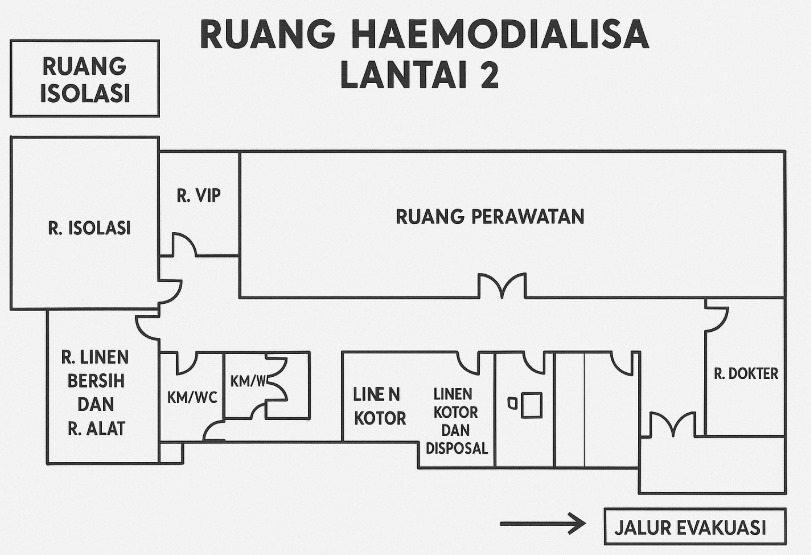 RUANG HAEMODIALISA
LANTAI 2
RUANG
ISOLASI
R. VIP
R. ISOLASI
RUANG PERAWATAN
R. LINEN
BERSIH
DAN
R. ALAT
KM/WC
KM/W
LINEN
KOTOR
LINEN
KOTOR
DAN
DISPOSAL
R. DOKTER
JALUR EVAKUASI